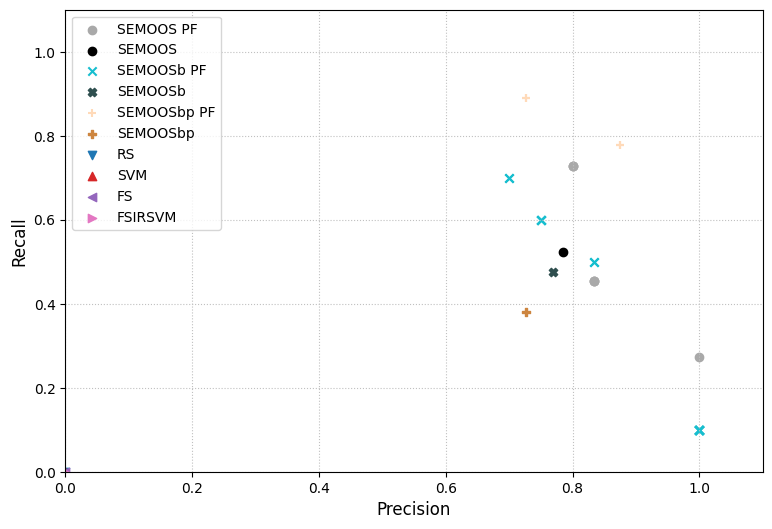 SEMOOS PF
SEMOOS
SEMOOSb PF
SEMOOSb
SEMOOSbp PF
SEMOOSbp
RS
SVM
FS
FSIRSVM
1.0
0.8
0.6
0.4
0.2
0.0
Recall
0.0 0.2 0.4 0.6 0.8 1.0
Precision